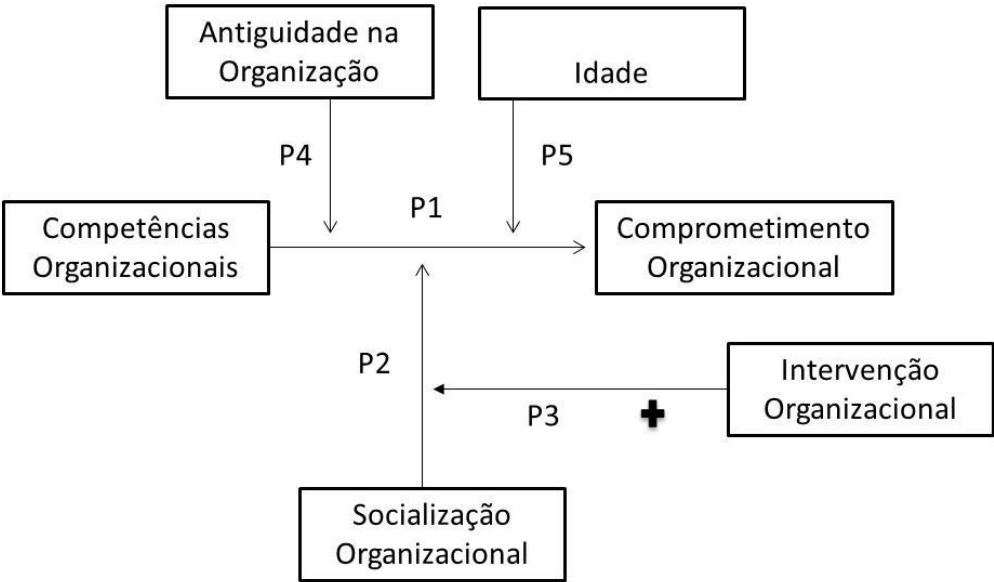 Antiguidade na
Organização
Idade
P4
P5
P1
Competências
Organizacionais
Comprometimento
Organizacional
P2
Intervenção
Organizacional
P3
+
Socialização
Organizacional